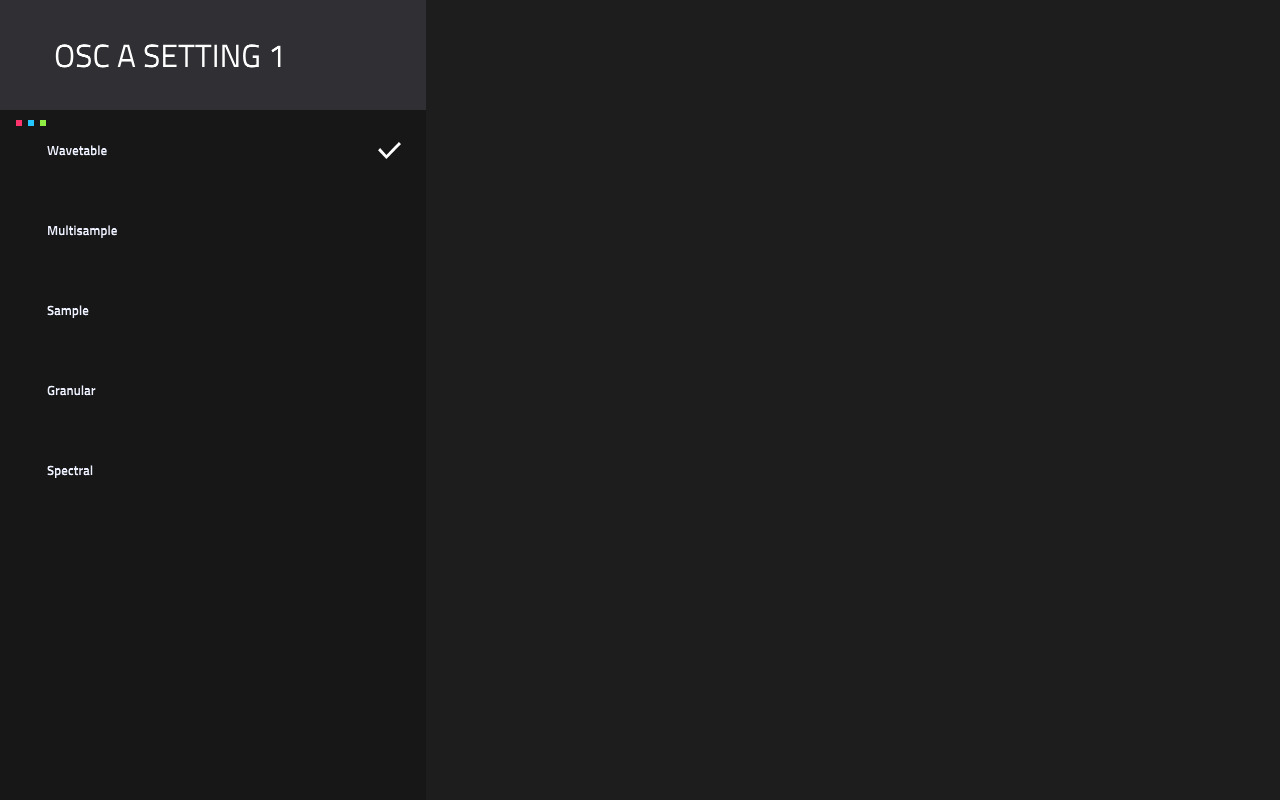 OSC A SETTING 1
Wavetable
Multisample
Sample
Granular
Spectral